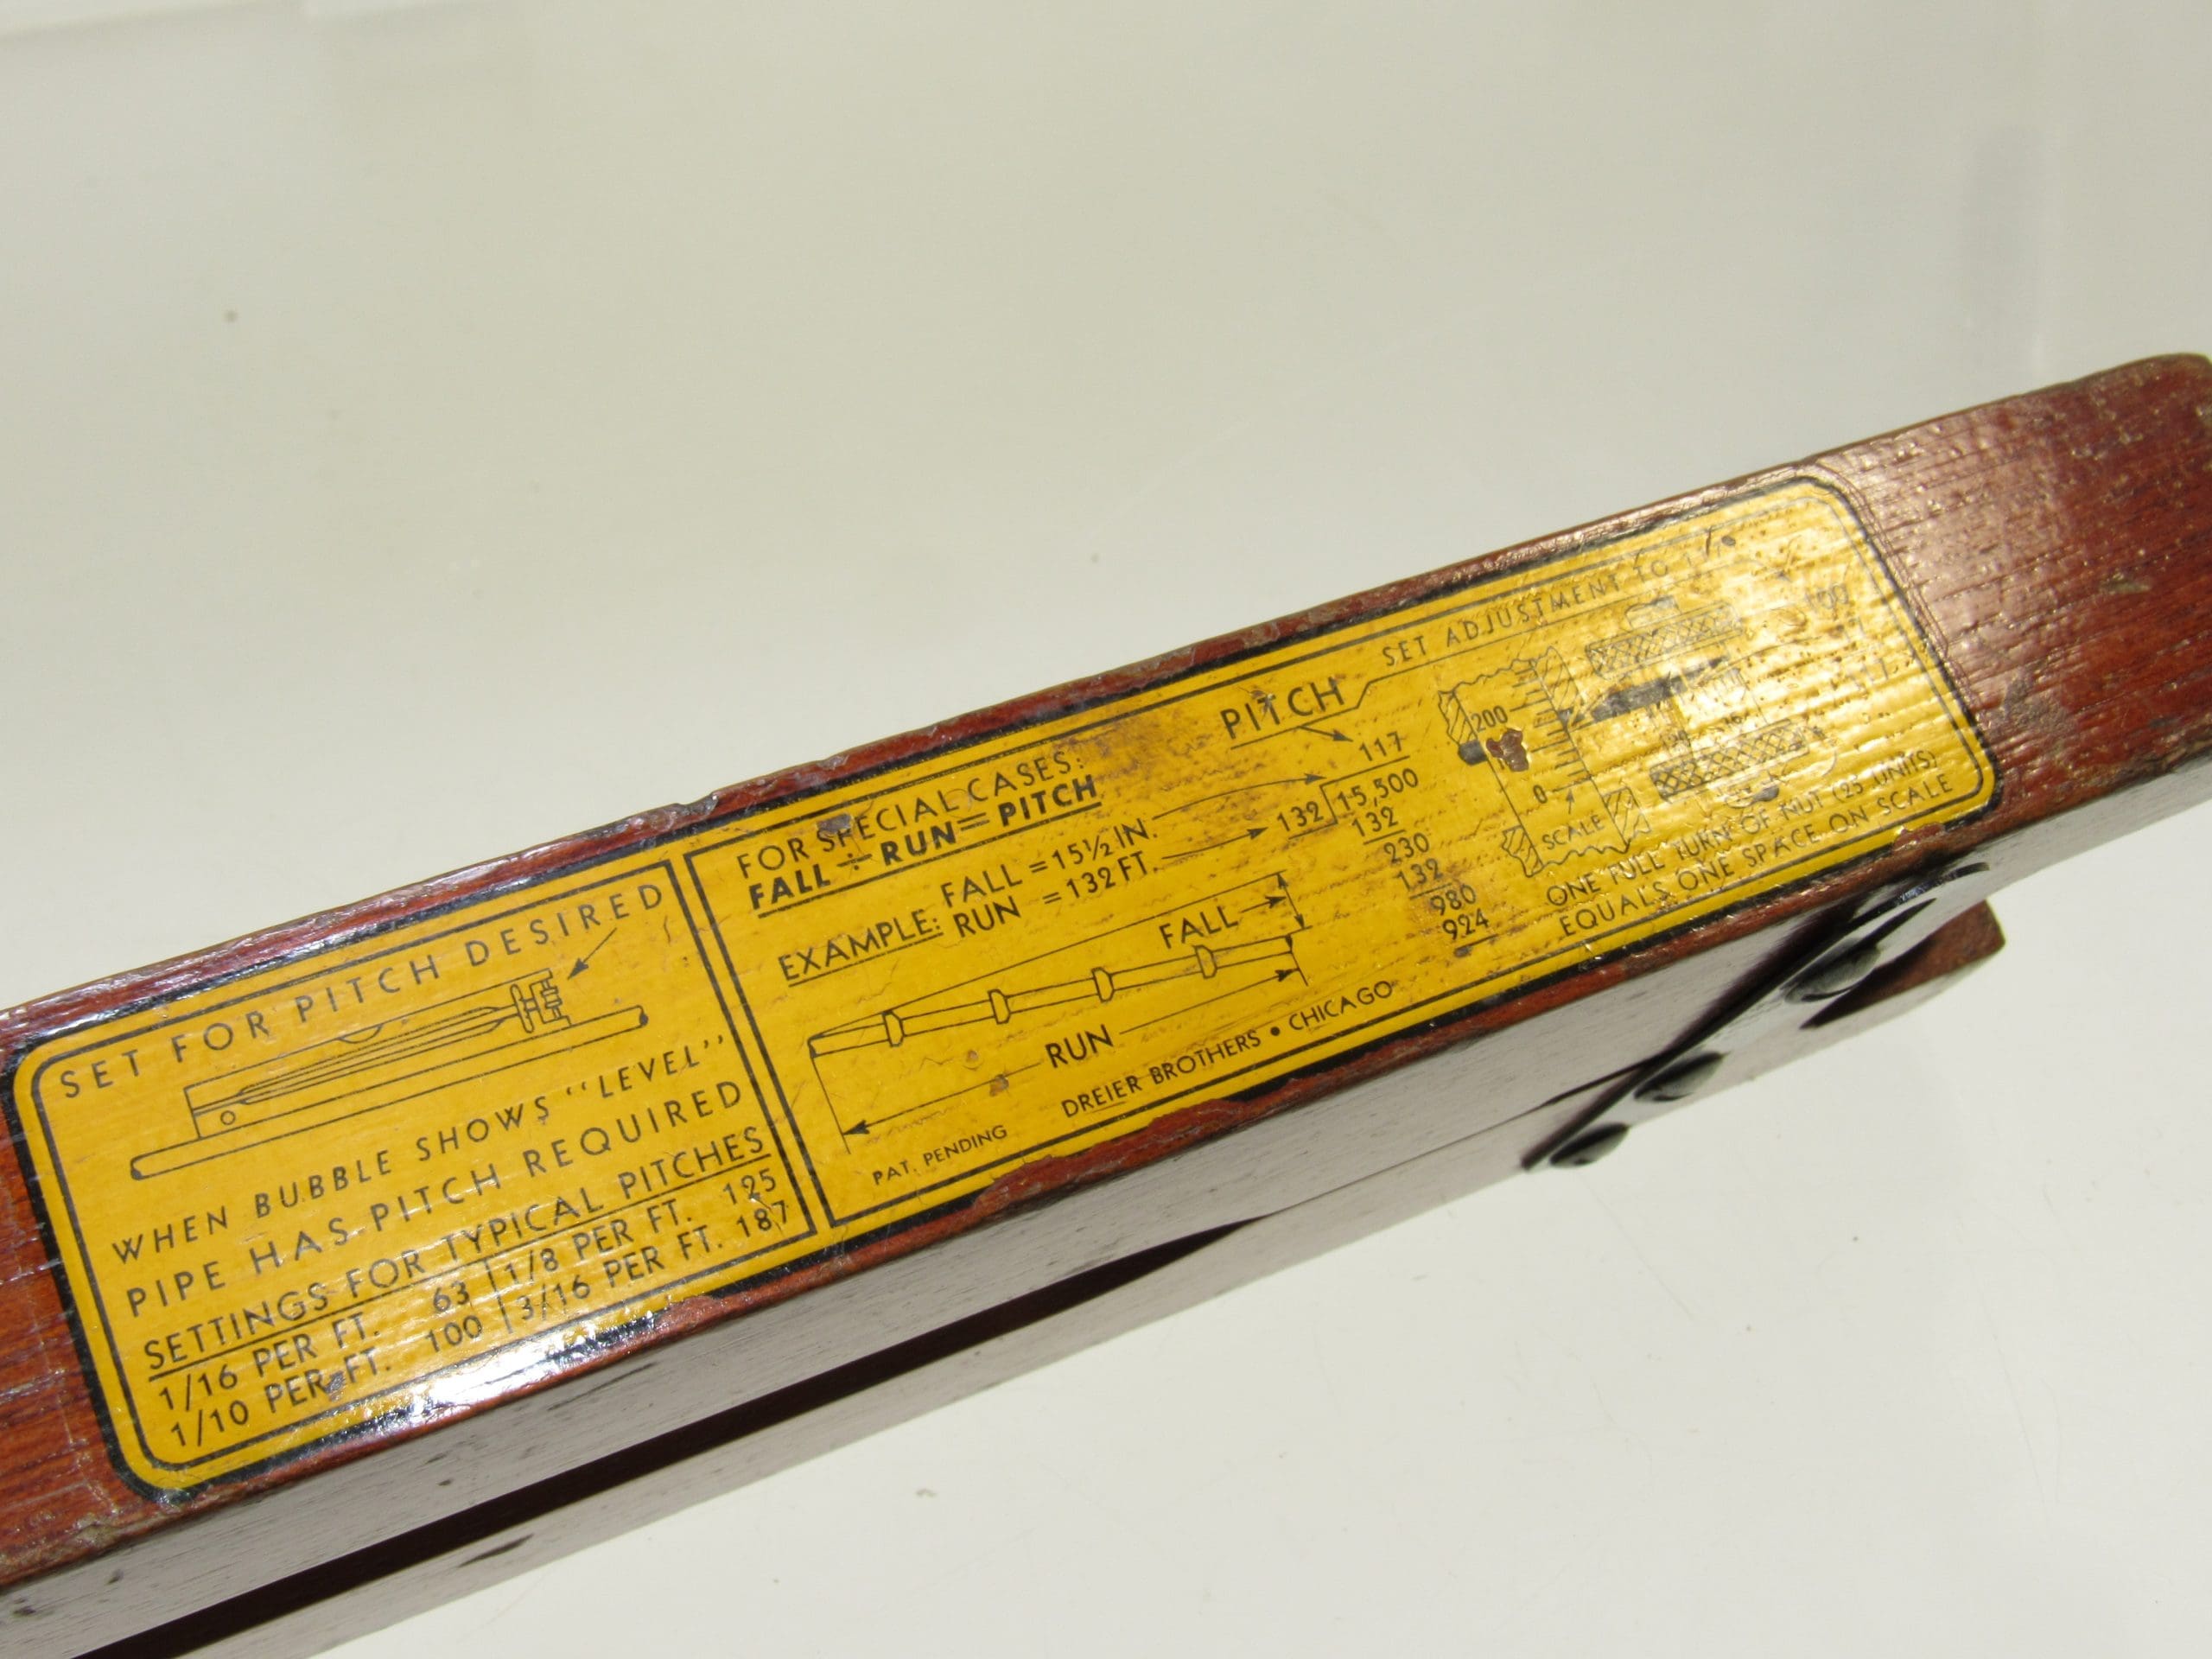 SET FOR PITCH DESIRED
WHEN BUBBLE SHOWS "LEVEL"
PIPE HAS PITCH REQUIRED
SETTINGS FOR TYPICAL PITCHES
1/16 PER FT. 63 1/8 PER FT. 125
1/10 PER FT. 100 3/16 PER FT. 187
FOR SPECIAL CASES:
FALL ÷ RUN = PITCH
EXAMPLE: FALL = 15½ IN.
RUN = 132 FT.
FALL
RUN
PAT. PENDING
DREIER BROTHERS • CHICAGO
PITCH
117
132 15,500
132
230
132
980
924
SET ADJUSTMENT TO
200
0
SCALE
100
ONE FULL TURN OF NUT (25 UNITS)
EQUALS ONE SPACE ON SCALE